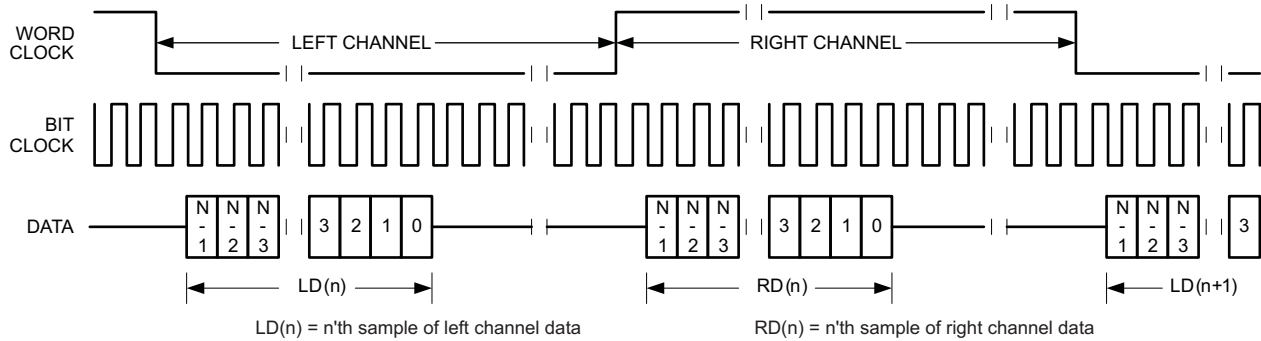 WORD
CLOCK
LEFT CHANNEL
RIGHT CHANNEL
BIT
CLOCK
DATA
N
-
1
N
-
2
N
-
3
3 2 1 0
N
-
1
N
-
2
N
-
3
3 2 1 0
N
-
1
N
-
2
N
-
3
3
LD(n)
RD(n)
LD(n+1)
LD(n) = n'th sample of left channel data
RD(n) = n'th sample of right channel data